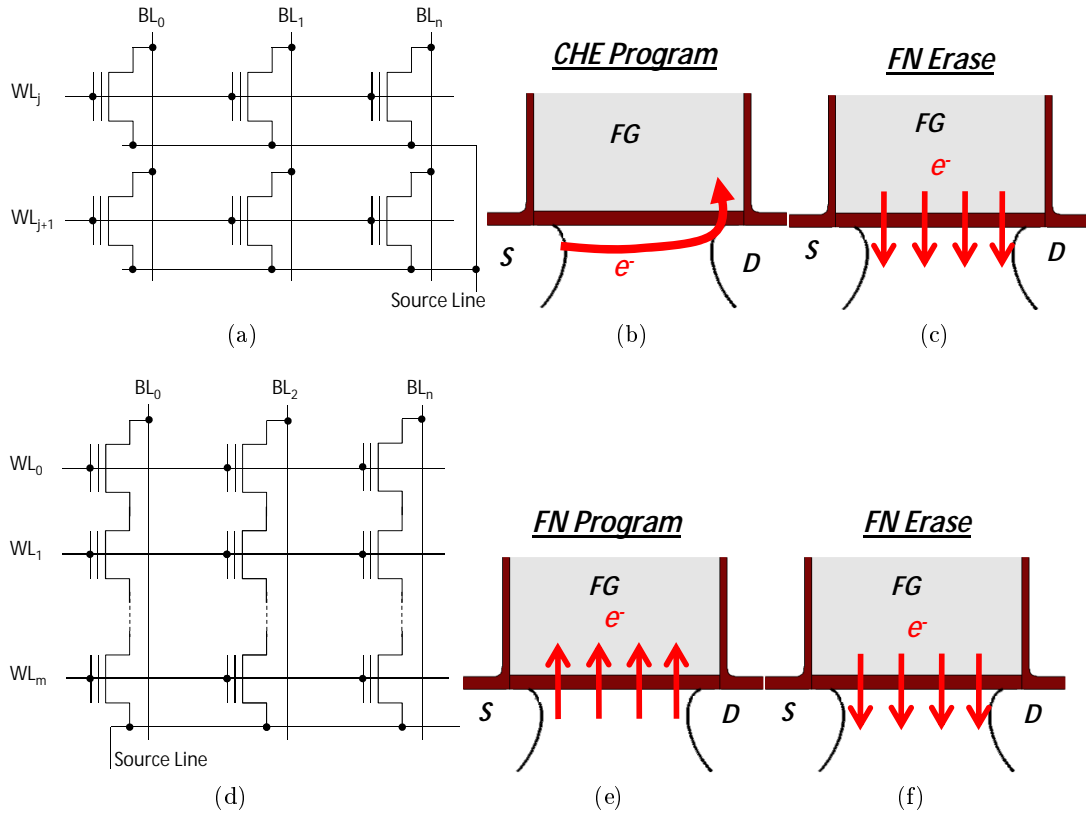 BL₀ BL₁ BLₙ
WLⱼ
WLⱼ₊₁
Source Line
(a)
CHE Program
FG
S
D
e⁻
(b)
FN Erase
FG
e⁻
S
D
(c)
BL₀ BL₂ BLₙ
WL₀
WL₁
WLₘ
Source Line
(d)
FN Program
FG
e⁻
S
D
(e)
FN Erase
FG
e⁻
S
D
(f)